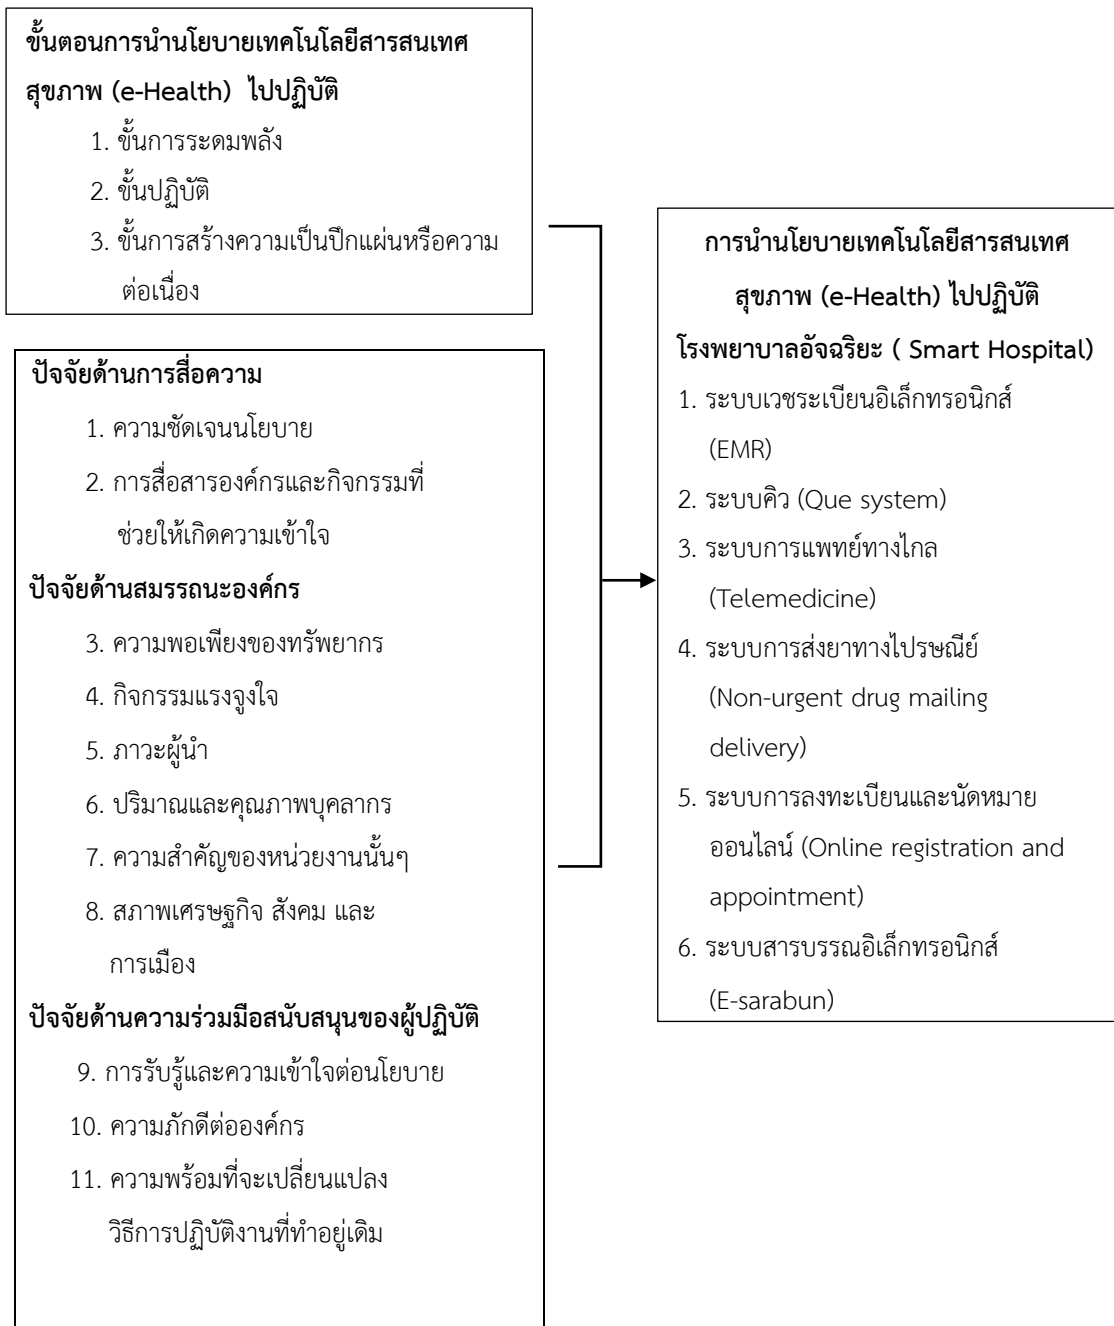 ขั้นตอนการนำนโยบายเทคโนโลยีสารสนเทศ
สุขภาพ (e-Health) ไปปฏิบัติ
1. ขั้นการระดมพลัง
2. ขั้นปฏิบัติ
3. ขั้นการสร้างความเป็นปึกแผ่นหรือความ
ต่อเนื่อง
ปัจจัยด้านการสื่อความ
1. ความชัดเจนนโยบาย
2. การสื่อสารองค์กรและกิจกรรมที่
ช่วยให้เกิดความเข้าใจ
ปัจจัยด้านสมรรถนะองค์กร
3. ความพอเพียงของทรัพยากร
4. กิจกรรมแรงจูงใจ
5. ภาวะผู้นำ
6. ปริมาณและคุณภาพบุคลากร
7. ความสำคัญของหน่วยงานนั้นๆ
8. สภาพเศรษฐกิจ สังคม และ
การเมือง
ปัจจัยด้านความร่วมมือสนับสนุนของผู้ปฏิบัติ
9. การรับรู้และความเข้าใจต่อนโยบาย
10. ความภักดีต่อองค์กร
11. ความพร้อมที่จะเปลี่ยนแปลง
วิธีการปฏิบัติงานที่ทำอยู่เดิม
การนำนโยบายเทคโนโลยีสารสนเทศ
สุขภาพ (e-Health) ไปปฏิบัติ
โรงพยาบาลอัจฉริยะ ( Smart Hospital)
1. ระบบเวชระเบียนอิเล็กทรอนิกส์
(EMR)
2. ระบบคิว (Que system)
3. ระบบการแพทย์ทางไกล
(Telemedicine)
4. ระบบการส่งยาทางไปรษณีย์
(Non-urgent drug mailing
delivery)
5. ระบบการลงทะเบียนและนัดหมาย
ออนไลน์ (Online registration and
appointment)
6. ระบบสารบรรณอิเล็กทรอนิกส์
(E-sarabun)